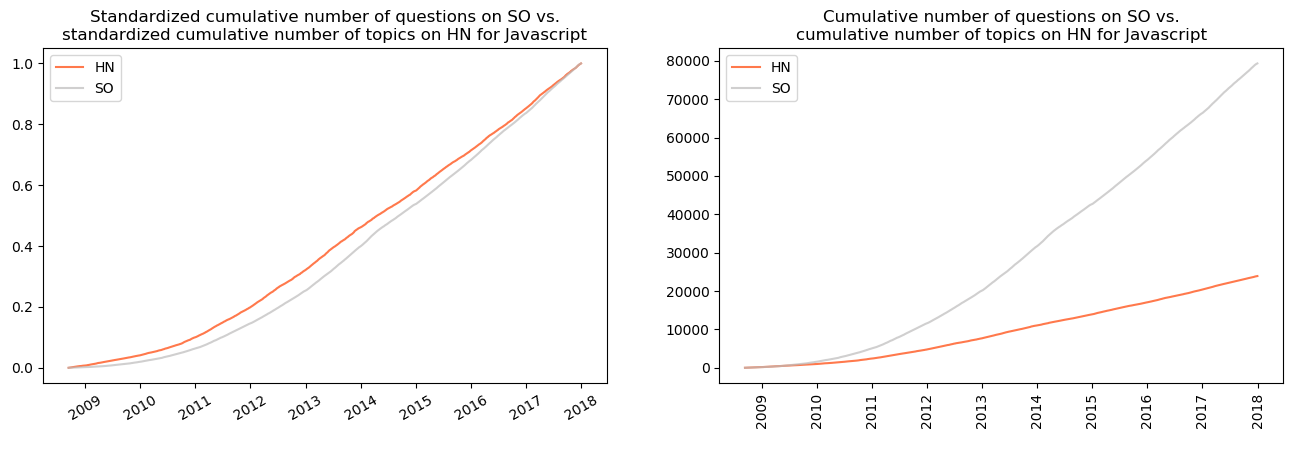 Standardized cumulative number of questions on SO vs.
standardized cumulative number of topics on HN for Javascript
HN
SO
1.0
0.8
0.6
0.4
0.2
0.0
2009 2010 2011 2012 2013 2014 2015 2016 2017 2018
Cumulative number of questions on SO vs.
cumulative number of topics on HN for Javascript
HN
SO
80000
70000
60000
50000
40000
30000
20000
10000
0
2009 2010 2011 2012 2013 2014 2015 2016 2017 2018